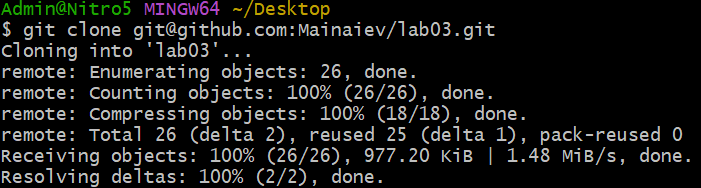 Admin@Nitro5 MINGW64 ~/Desktop
$ git clone git@github.com:Mainaiev/lab03.git
Cloning into 'lab03'...
remote: Enumerating objects: 26, done.
remote: Counting objects: 100% (26/26), done.
remote: Compressing objects: 100% (18/18), done.
remote: Total 26 (delta 2), reused 25 (delta 1), pack-reused 0
Receiving objects: 100% (26/26), 977.20 KiB | 1.48 MiB/s, done.
Resolving deltas: 100% (2/2), done.